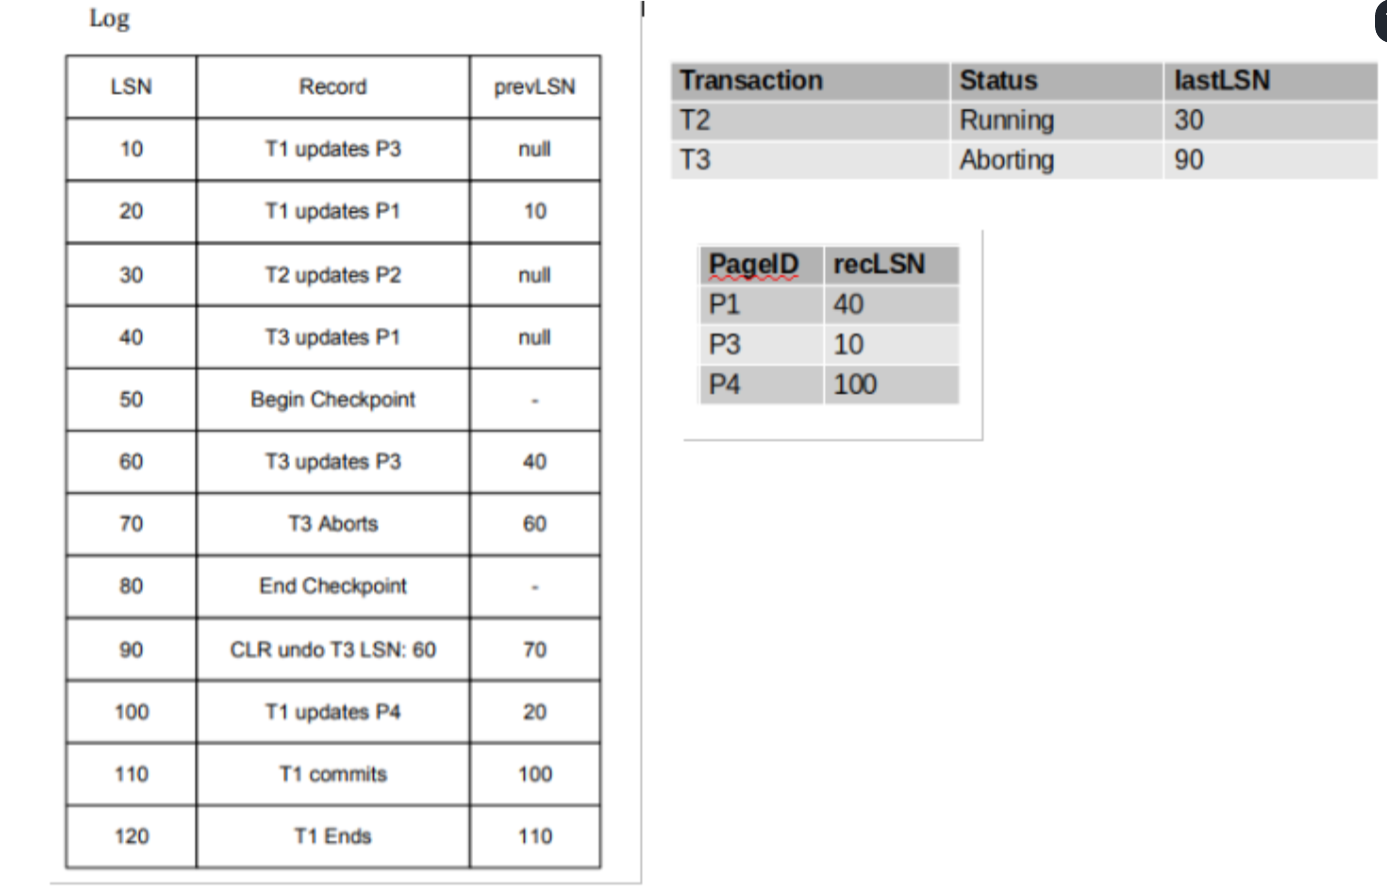 Log
LSN Record prevLSN
10 T1 updates P3 null
20 T1 updates P1 10
30 T2 updates P2 null
40 T3 updates P1 null
50 Begin Checkpoint -
60 T3 updates P3 40
70 T3 Aborts 60
80 End Checkpoint -
90 CLR undo T3 LSN: 60 70
100 T1 updates P4 20
110 T1 commits 100
120 T1 Ends 110
Transaction Status lastLSN
T2 Running 30
T3 Aborting 90
PageID recLSN
P1 40
P3 10
P4 100